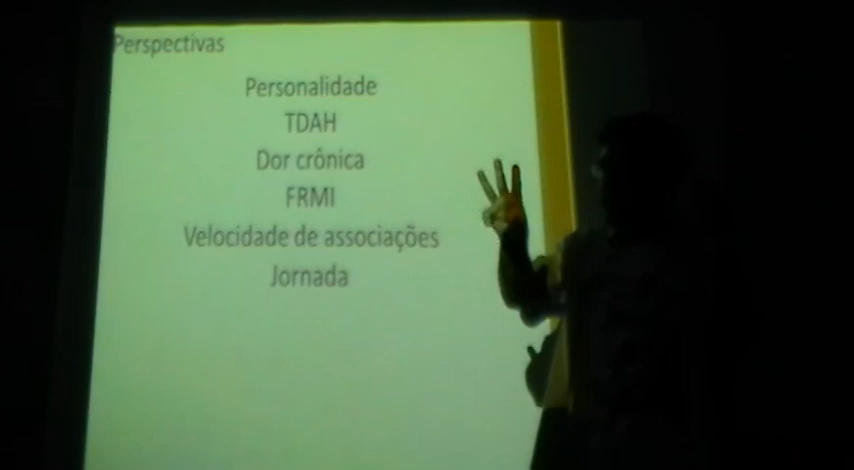 Perspectivas
Personalidade
TDAH
Dor crônica
FRMI
Velocidade de associações
Jornada